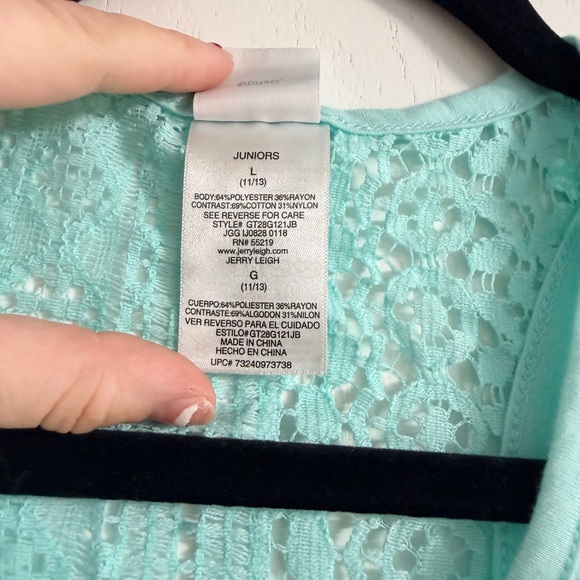 ©Disney
JUNIORS
L
(11/13)
BODY:64%POLYESTER 36%RAYON
CONTRAST:69%COTTON 31%NYLON
SEE REVERSE FOR CARE
STYLE# GT28G121JB
JGG IJ0828 0118
RN# 55219
www.jerryleigh.com
JERRY LEIGH
G
(11/13)
CUERPO:64%POLIESTER 36%RAYON
CONTRASTE:69%ALGODON 31%NILON
VER REVERSO PARA EL CUIDADO
ESTILO#GT28G121JB
MADE IN CHINA
HECHO EN CHINA
UPC# 73240973738